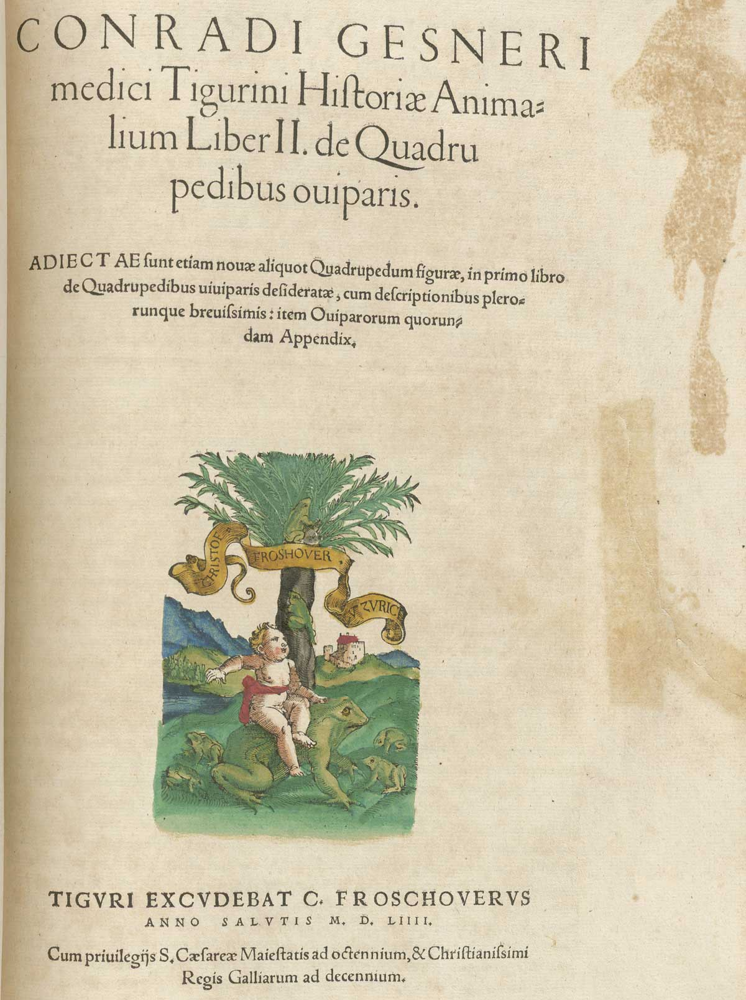 CONRADI GESNERI
medici Tigurini Hiſtoriæ Anima⸗
lium Liber II. de Quadru
pedibus ouiparis.
ADIECTAE ſunt etiam nouæ aliquot Quadrupedum figuræ, in primo libro
de Quadrupedibus uiuiparis deſideratæ, cum deſcriptionibus plero⸗
runque breuiſsimis: item Ouiparorum quorun⸗
dam Appendix.
CHRISTOF
FROSHOVER
ZVRICH
TIGVRI EXCVDEBAT C. FROSCHOVERVS
ANNO SALVTIS M. D. LIIII.
Cum priuilegijs S. Cæſareæ Maieſtatis ad octennium, & Chriſtianiſsimi
Regis Galliarum ad decennium.